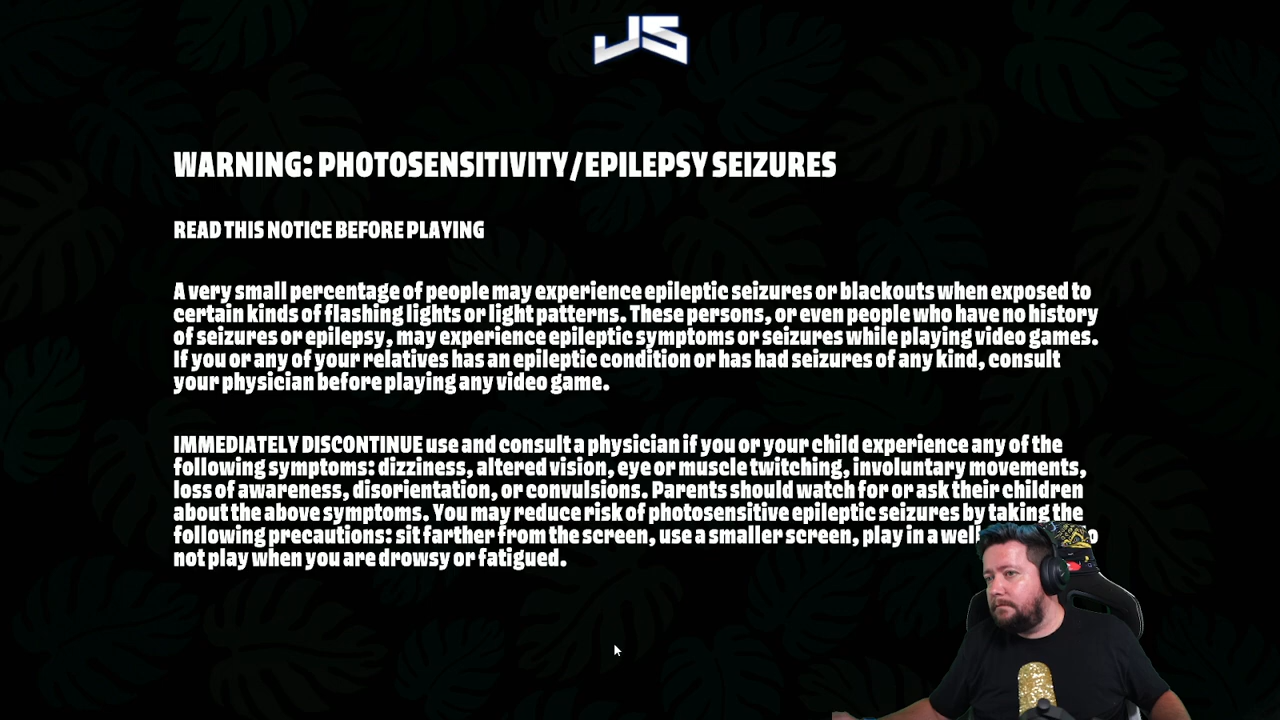 JS
WARNING: PHOTOSENSITIVITY/EPILEPSY SEIZURES
READ THIS NOTICE BEFORE PLAYING
A very small percentage of people may experience epileptic seizures or blackouts when exposed to
certain kinds of flashing lights or light patterns. These persons, or even people who have no history
of seizures or epilepsy, may experience epileptic symptoms or seizures while playing video games.
If you or any of your relatives has an epileptic condition or has had seizures of any kind, consult
your physician before playing any video game.
IMMEDIATELY DISCONTINUE use and consult a physician if you or your child experience any of the
following symptoms: dizziness, altered vision, eye or muscle twitching, involuntary movements,
loss of awareness, disorientation, or convulsions. Parents should watch for or ask their children
about the above symptoms. You may reduce risk of photosensitive epileptic seizures by taking the
following precautions: sit farther from the screen, use a smaller screen, play in a well
not play when you are drowsy or fatigued.